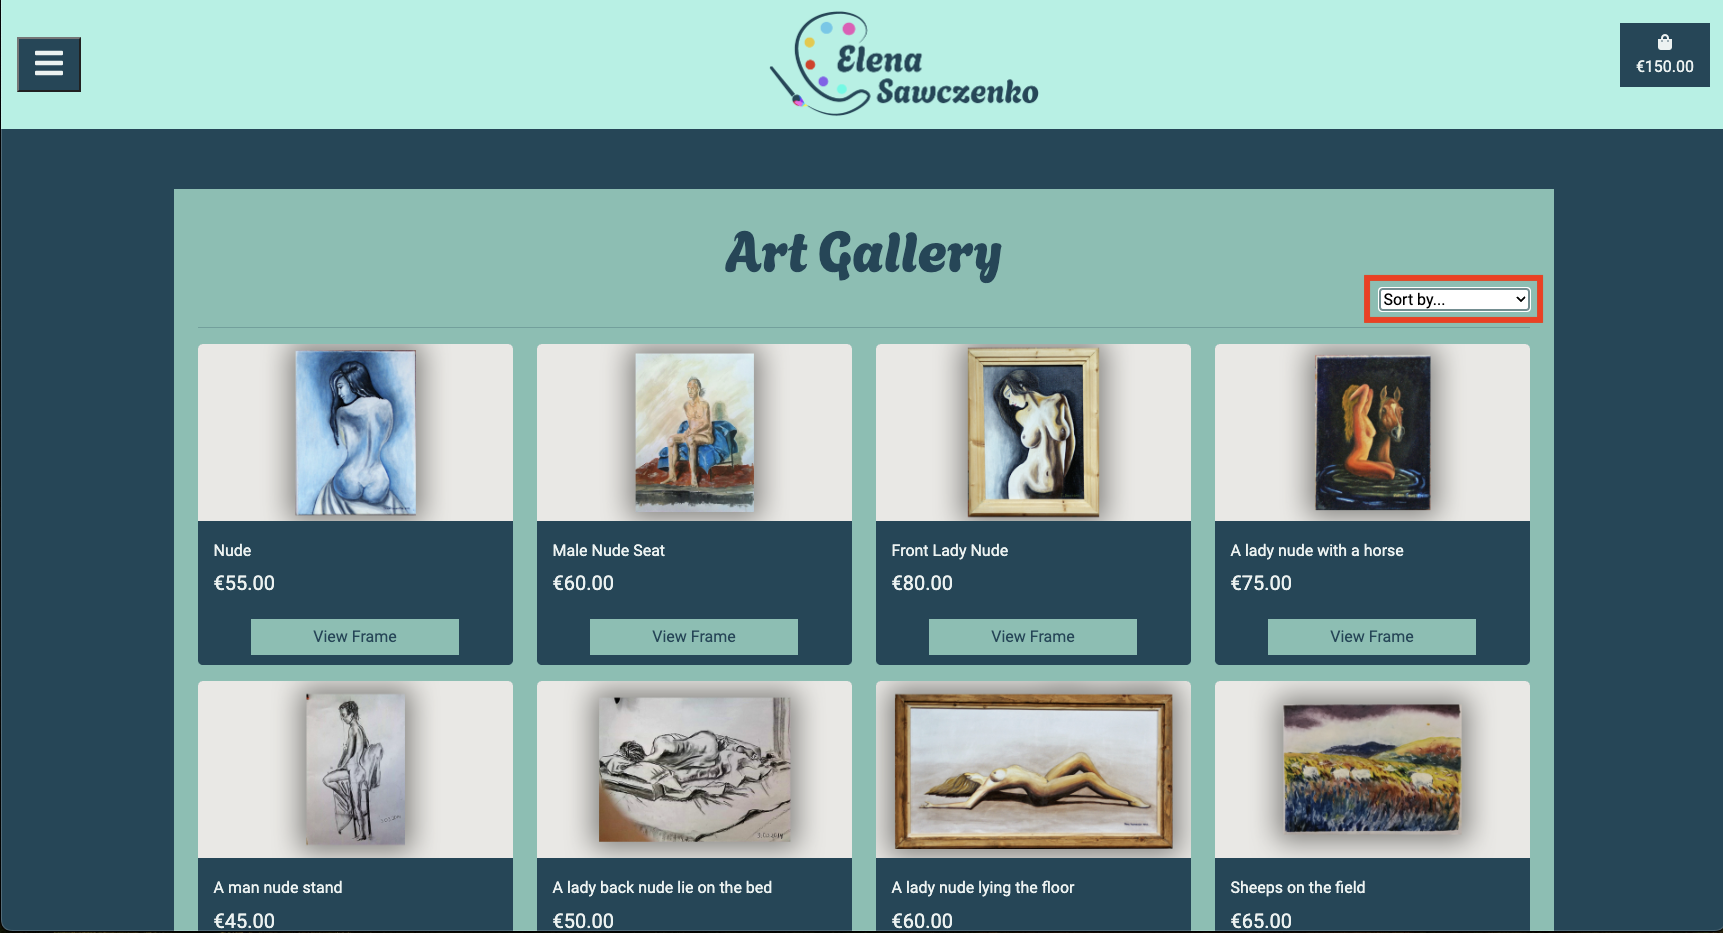 Elena
Sawczenko
€150.00
Art Gallery
Sort by...
Nude
€55.00
View Frame
Male Nude Seat
€60.00
View Frame
Front Lady Nude
€80.00
View Frame
A lady nude with a horse
€75.00
View Frame
A man nude stand
€45.00
A lady back nude lie on the bed
€50.00
A lady nude lying the floor
€60.00
Sheeps on the field
€65.00